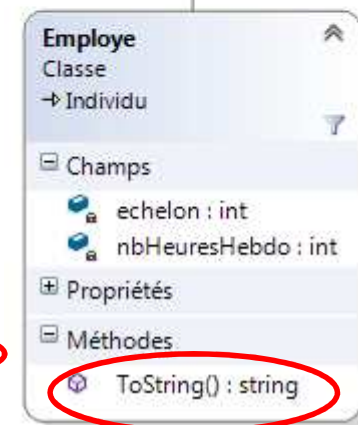 Employe
Classe
→ Individu
Champs
echelon : int
nbHeuresHebdo : int
Propriétés
Méthodes
ToString() : string